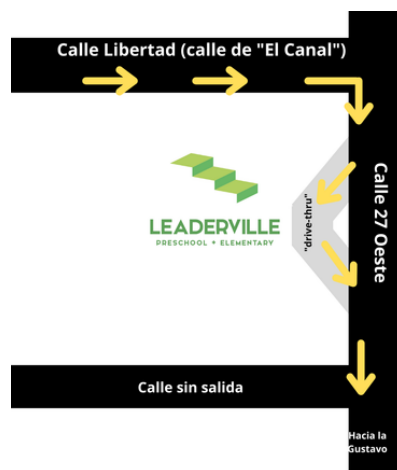 Calle Libertad (calle de "El Canal")
Calle 27 Oeste
"drive-thru"
LEADERVILLE
PRESCHOOL + ELEMENTARY
Calle sin salida
Hacia la
Gustavo